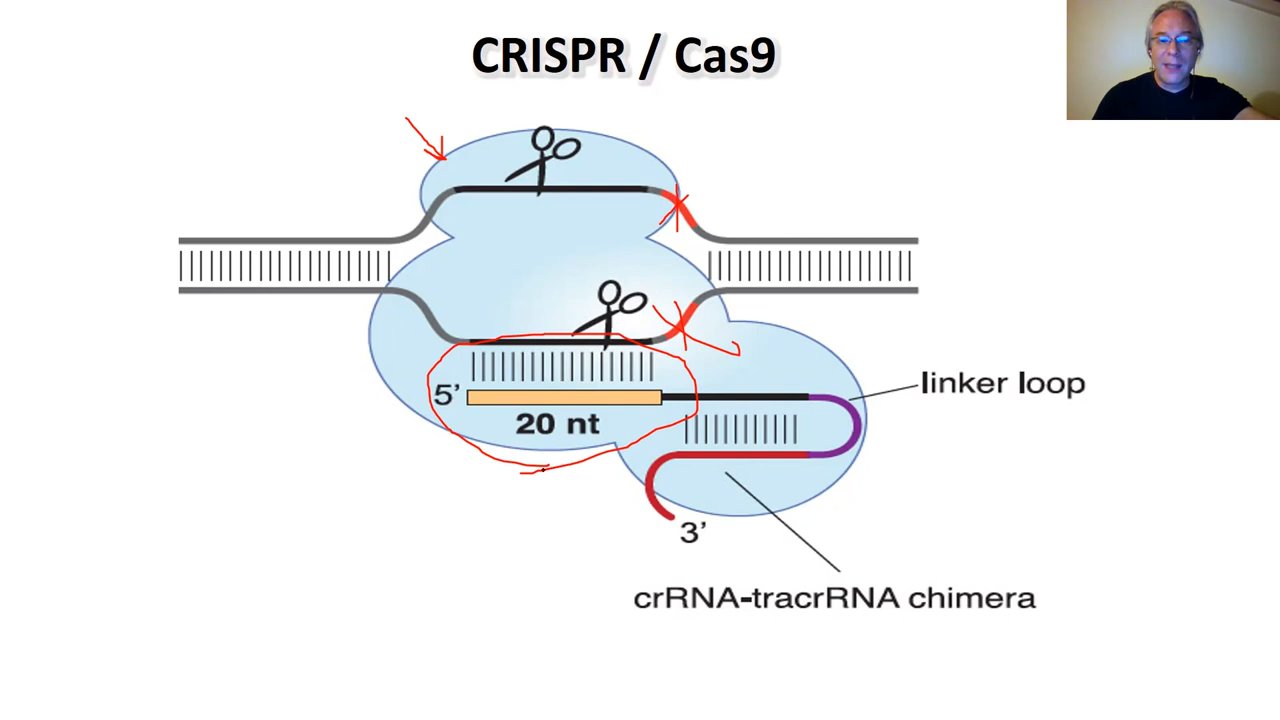 CRISPR / Cas9
linker loop
5’
20 nt
3’
crRNA-tracrRNA chimera